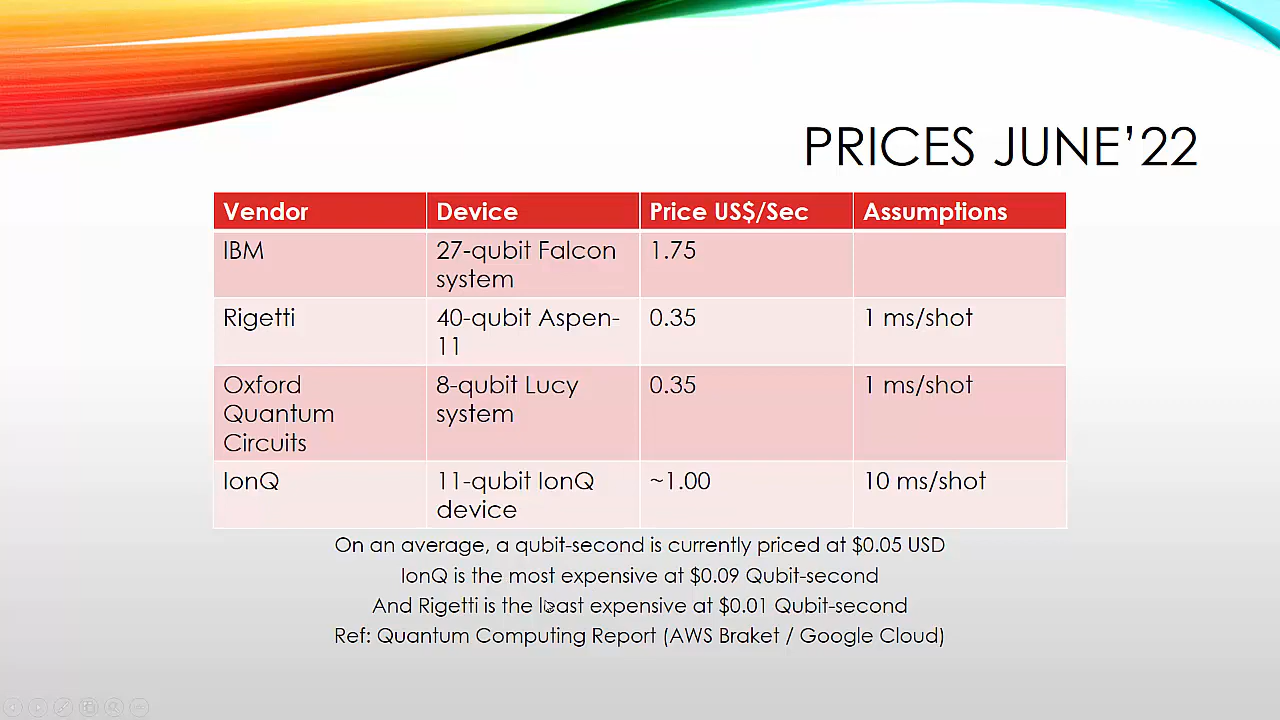 PRICES JUNE’22
Vendor Device Price US$/Sec Assumptions
IBM 27-qubit Falcon 1.75
system
Rigetti 40-qubit Aspen- 0.35 1 ms/shot
11
Oxford 8-qubit Lucy 0.35 1 ms/shot
Quantum system
Circuits
IonQ 11-qubit IonQ ~1.00 10 ms/shot
device
On an average, a qubit-second is currently priced at $0.05 USD
IonQ is the most expensive at $0.09 Qubit-second
And Rigetti is the least expensive at $0.01 Qubit-second
Ref: Quantum Computing Report (AWS Braket / Google Cloud)